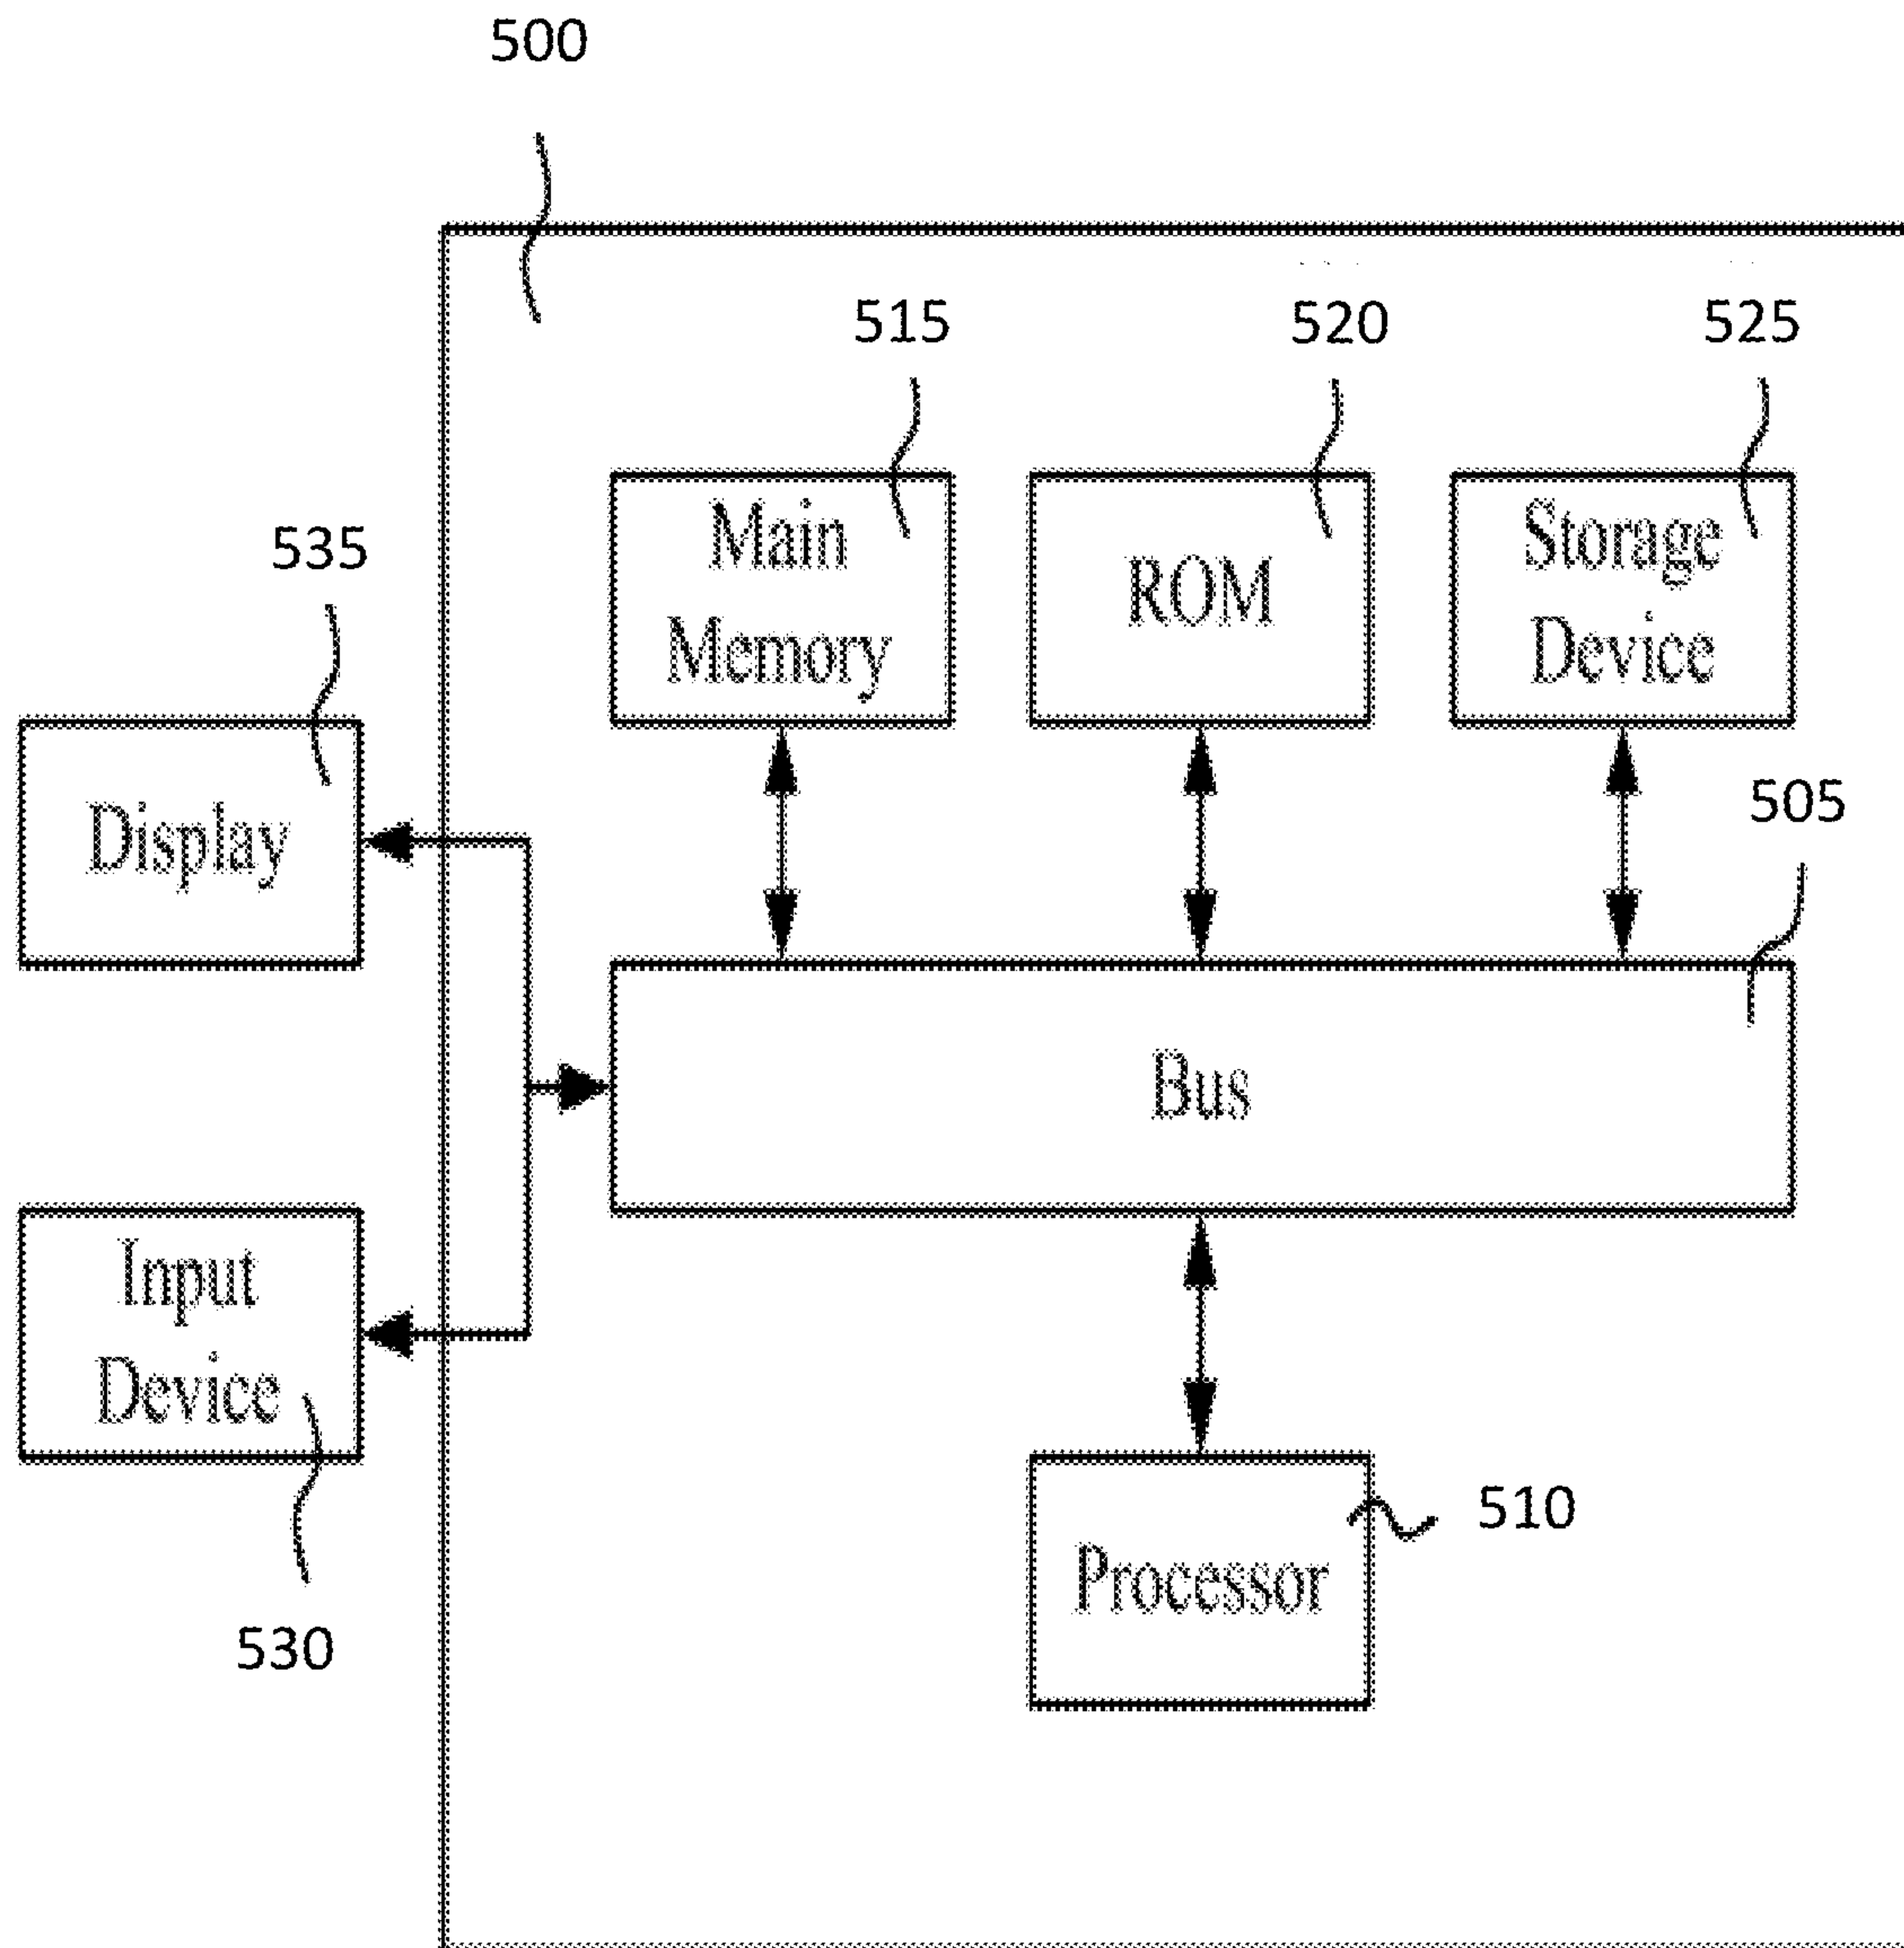 500
515
520
525
Main
Memory
ROM
Storage
Device
535
Display
505
Bus
Input
Device
530
510
Processor